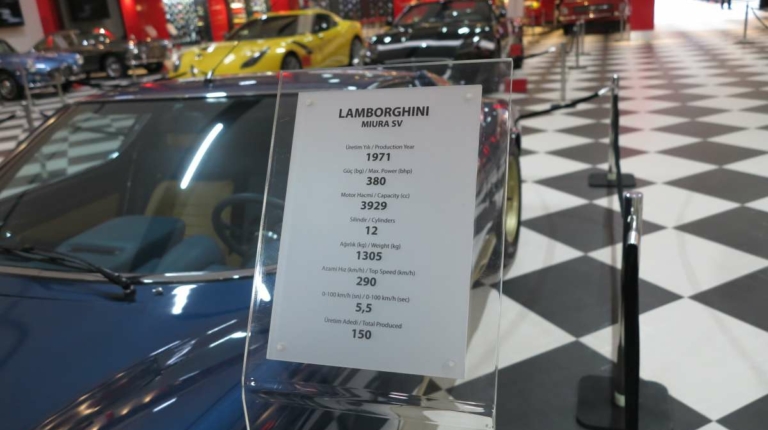 LAMBORGHINI
MIURA SV
Üretim Yılı / Production Year
1971
Güç (bg) / Max. Power (bhp)
380
Motor Hacmi / Capacity (cc)
3929
Silindir / Cylinders
12
Ağırlık (kg) / Weight (kg)
1305
Azami Hız (km/h) / Top Speed (km/h)
290
0-100 km/h (sn) / 0-100 km/h (sec)
5,5
Üretim Adedi / Total Produced
150